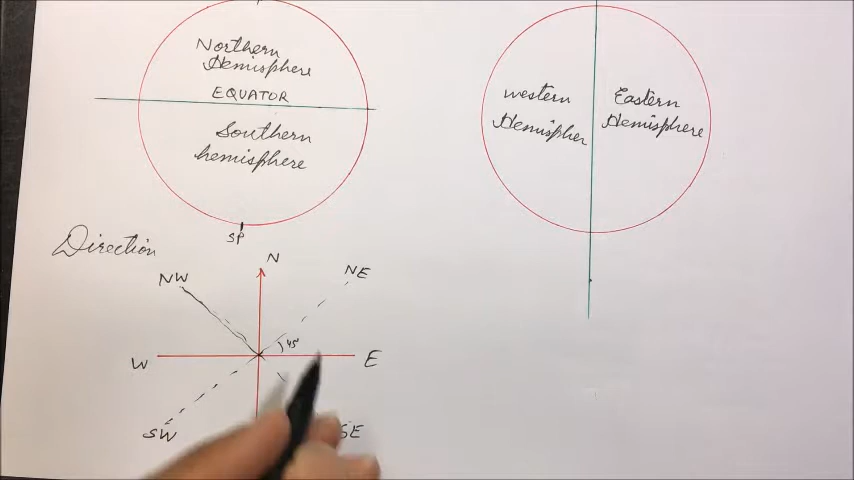 Northern
Hemisphere
EQUATOR
Southern
hemisphere
SP
western
Hemispher
Eastern
Hemisphere
Direction
N
NW
NE
45°
W
E
SW
SE